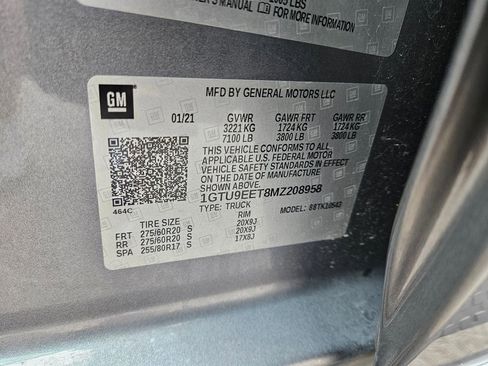 LBS
MANUAL FOR MORE INFORMATION
GM
MFD BY GENERAL MOTORS LLC
01/21 GVWR GAWR FRT GAWR RR
3221 KG 1724 KG 1724 KG
7100 LB 3800 LB 3800 LB
THIS VEHICLE CONFORMS TO ALL
APPLICABLE U.S. FEDERAL MOTOR
VEHICLE SAFETY STANDARDS IN
EFFECT ON THE DATE OF MANUFACTURE
SHOWN ABOVE.
1GTU9EET8MZ208958
464C
TYPE: TRUCK MODEL: 88TK10543
TIRE SIZE RIM
FRT 275/60R20 S 20X9J
RR 275/60R20 S 20X9J
SPA 255/80R17 S 17X8J